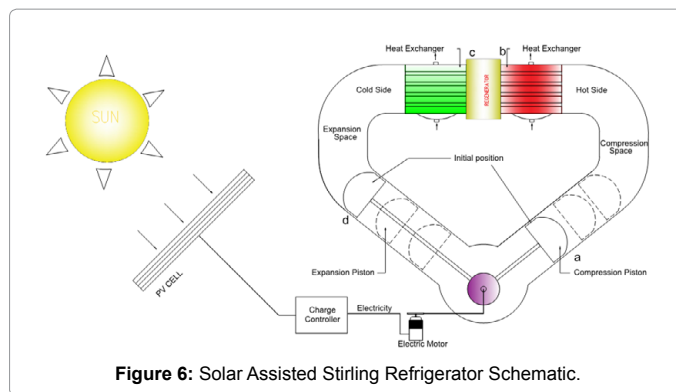 Heat Exchanger
c
b
Heat Exchanger
SUN
Cold Side
REGENERATOR
Hot Side
Expansion
Space
Compression
Space
Initial position
d
a
Expansion Piston
Compression Piston
PV CELL
Charge
Controller
Electricity
Electric Motor
Figure 6: Solar Assisted Stirling Refrigerator Schematic.